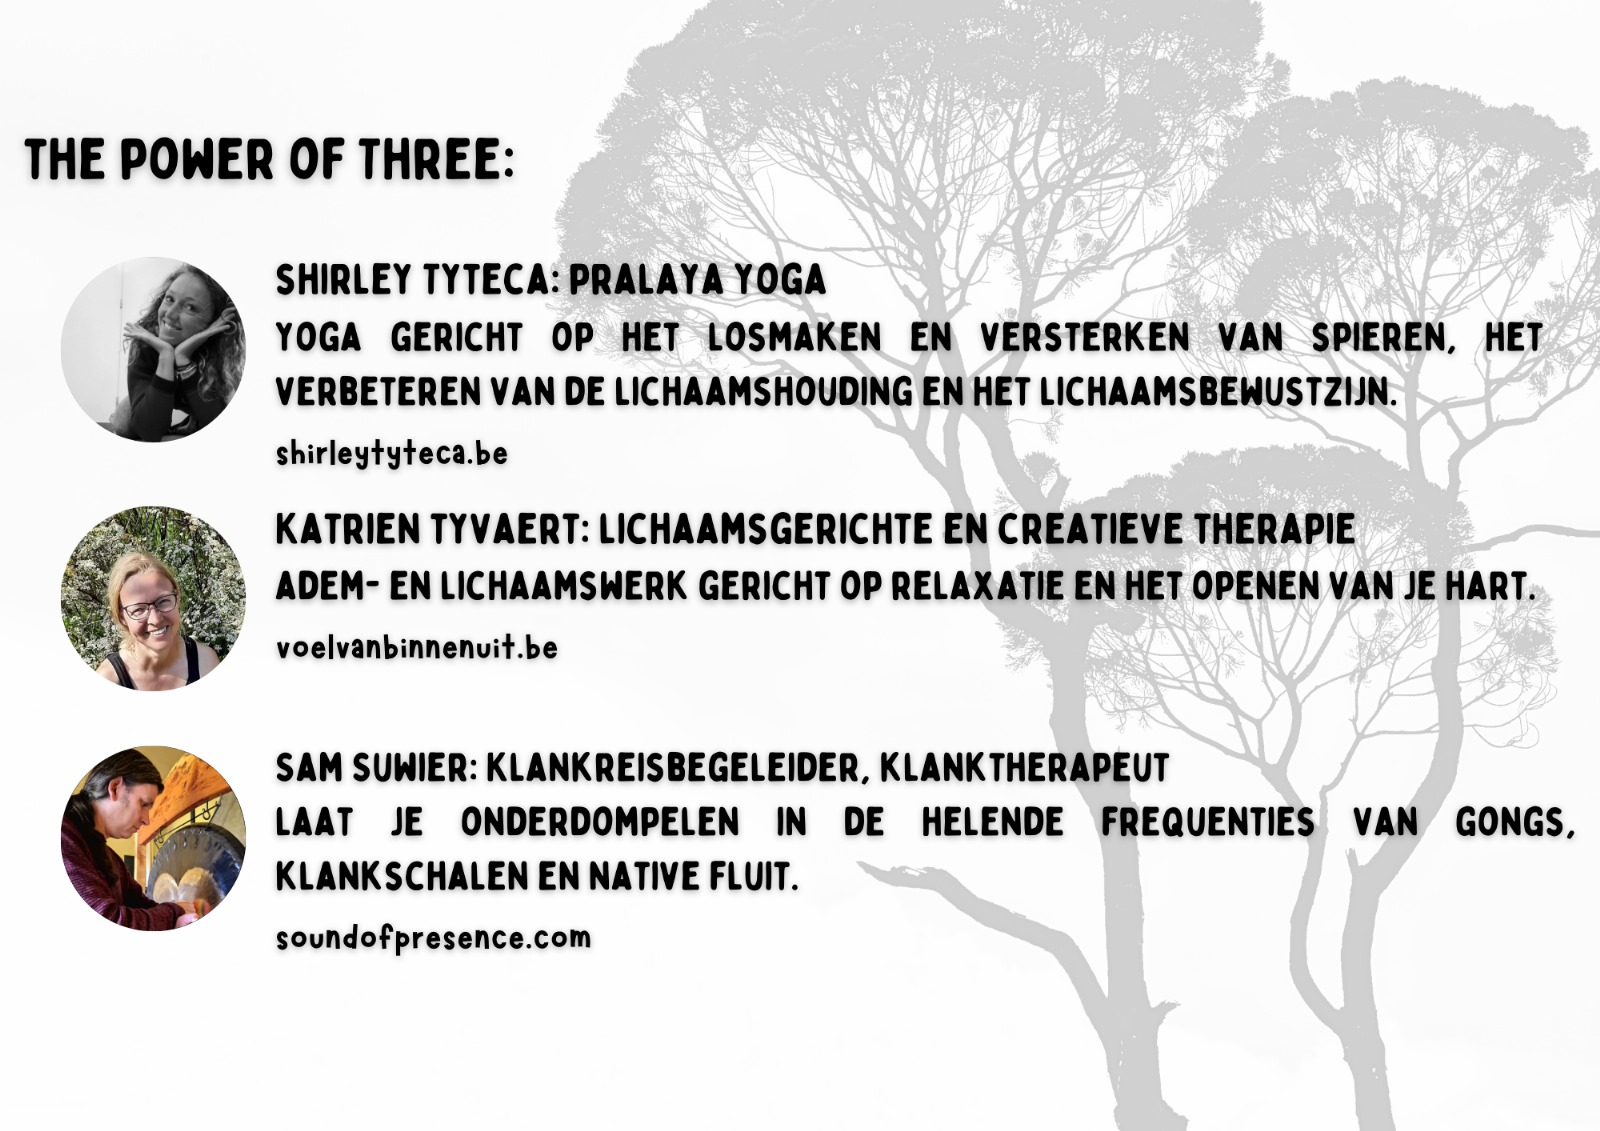 THE POWER OF THREE:
SHIRLEY TYTECA: PRALAYA YOGA
YOGA GERICHT OP HET LOSMAKEN EN VERSTERKEN VAN SPIEREN, HET
VERBETEREN VAN DE LICHAAMSHOUDING EN HET LICHAAMSBEWUSTZIJN.
shirleytyteca.be
KATRIEN TYVAERT: LICHAAMSGERICHTE EN CREATIEVE THERAPIE
ADEM- EN LICHAAMSWERK GERICHT OP RELAXATIE EN HET OPENEN VAN JE HART.
voelvanbinnenuit.be
SAM SUWIER: KLANKREISBEGELEIDER, KLANKTHERAPEUT
LAAT JE ONDERDOMPELEN IN DE HELENDE FREQUENTIES VAN GONGS,
KLANKSCHALEN EN NATIVE FLUIT.
soundofpresence.com